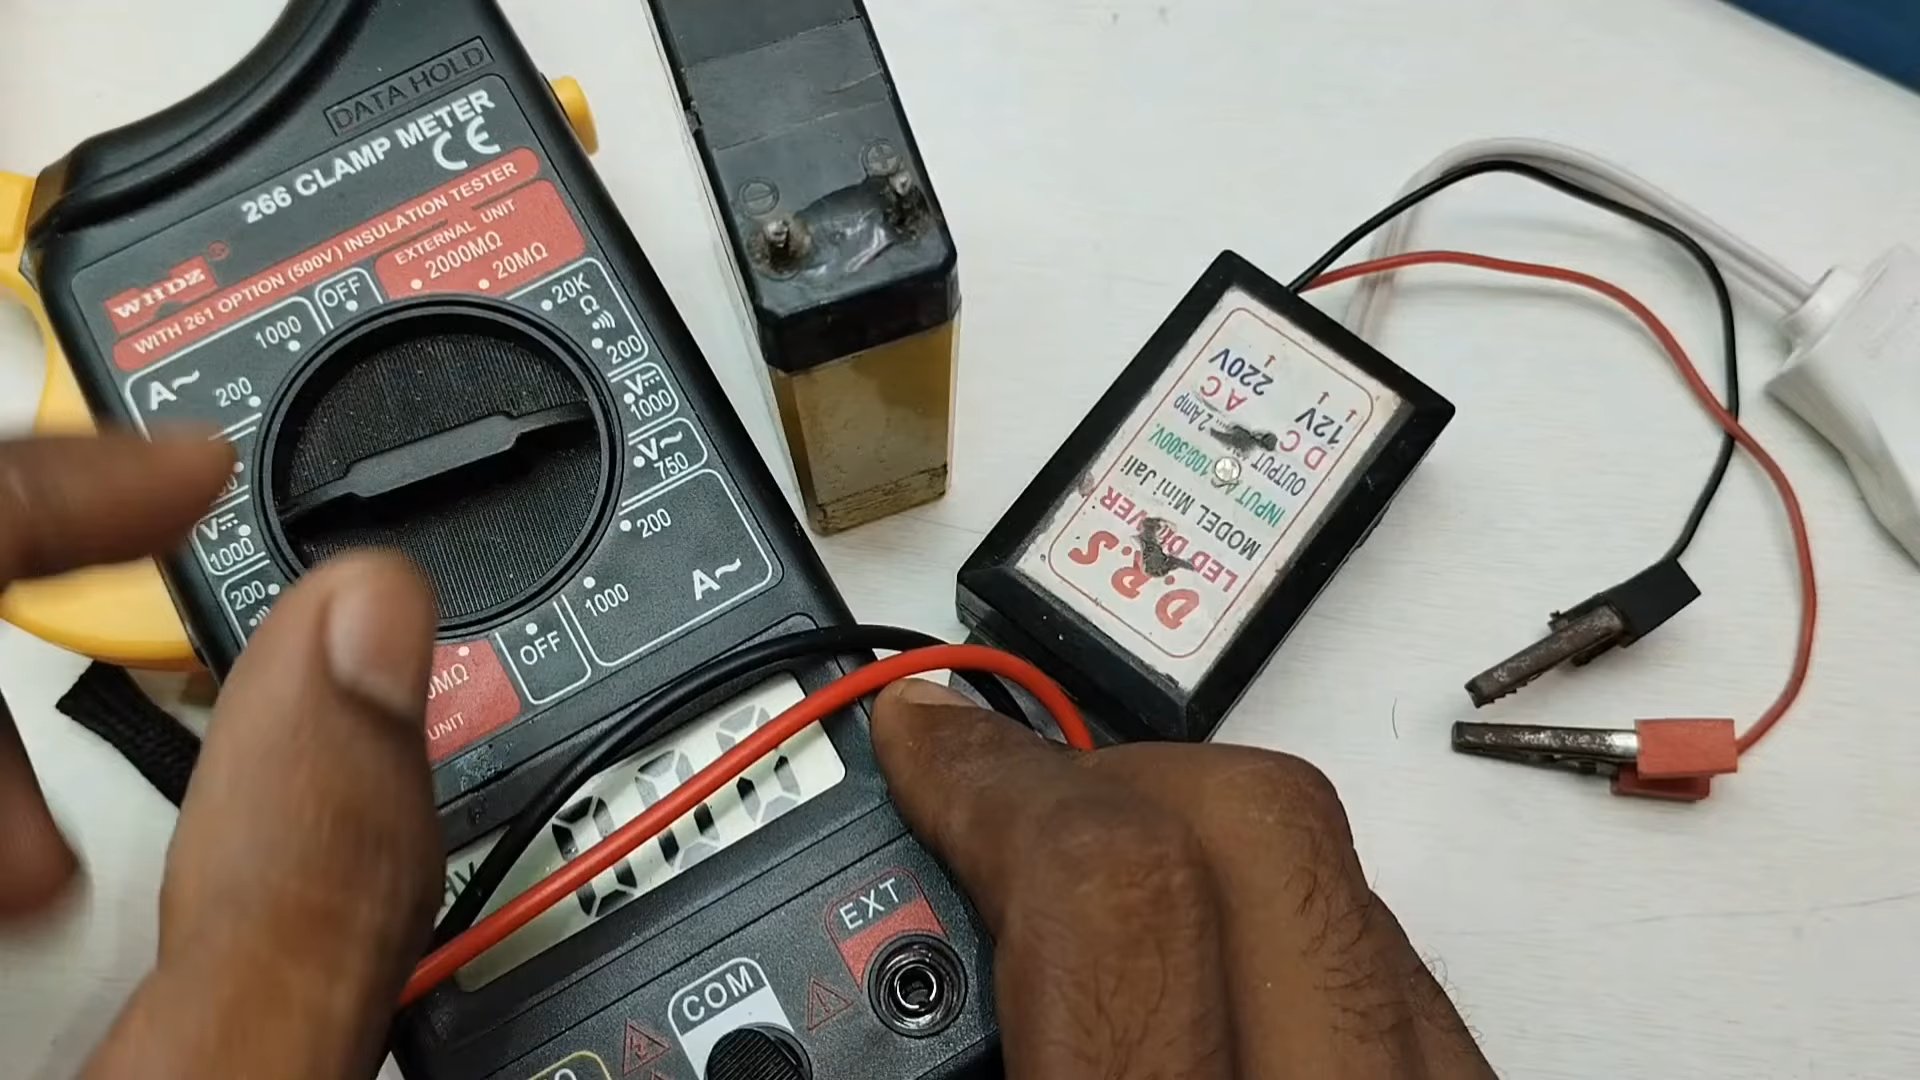 DATA HOLD
266 CLAMP METER
CE
WHDZ
WITH 261 OPTION (500V) INSULATION TESTER
EXTERNAL UNIT
2000MΩ
20MΩ
OFF
1000
200
A~
20K
Ω
200
V
1000
V~
750
200
1000
A~
V
1000
200
OFF
UNIT
COM
EXT
D.R.S
LED
MODEL Mini Jali
INPUT
100/300V.
OUTPUT
2 Amp
DC
AC
12V
220V